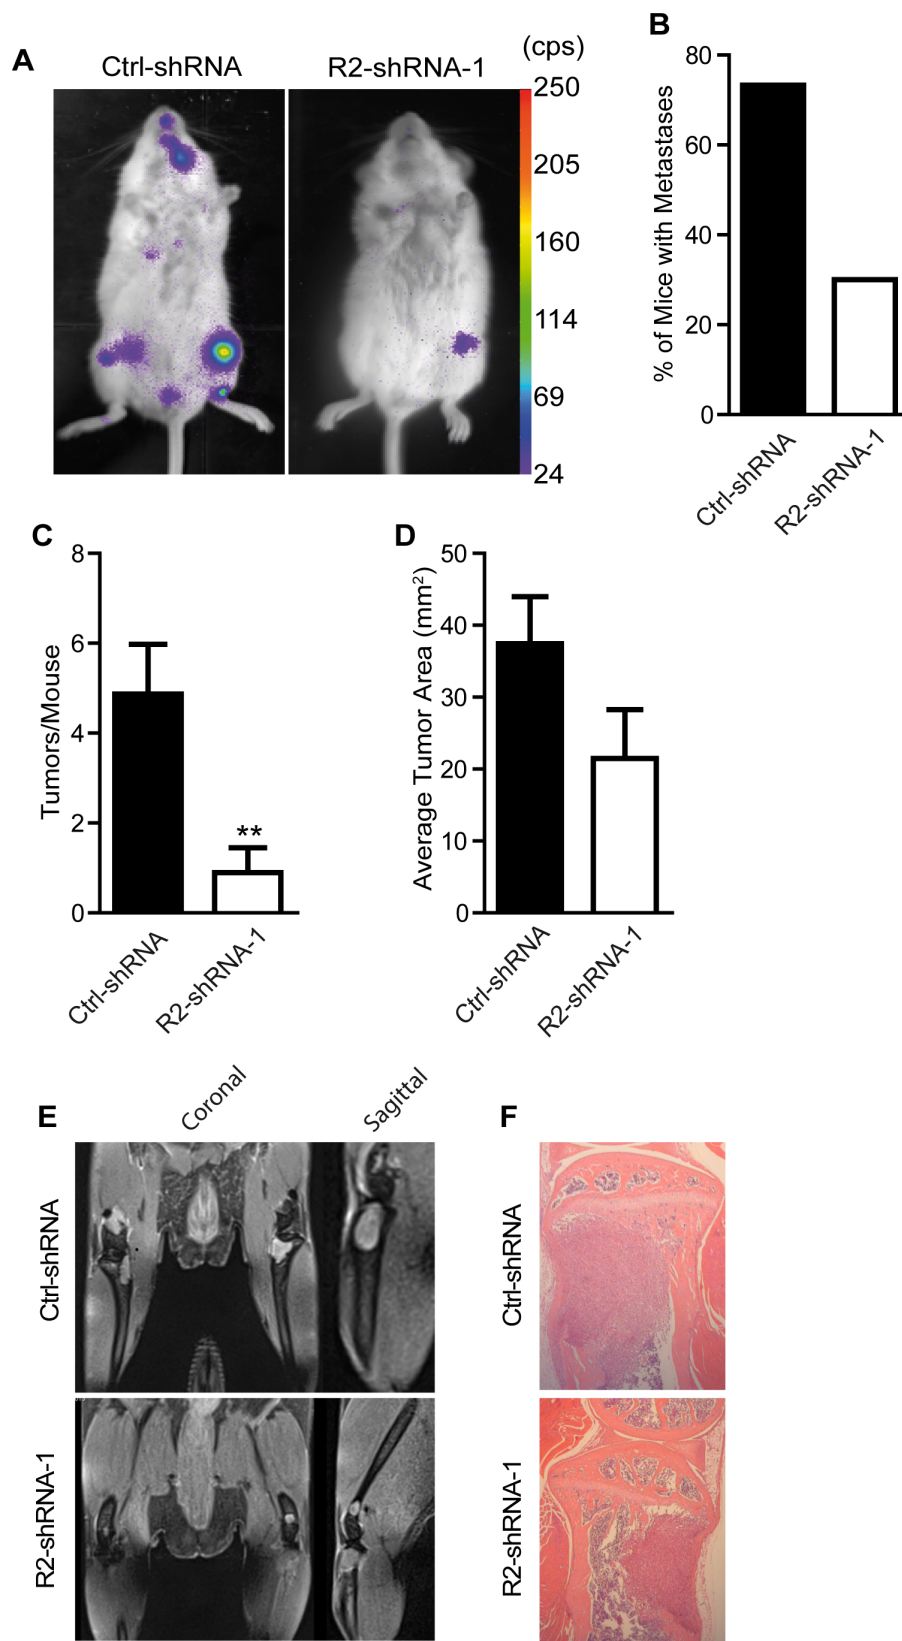 A
Ctrl-shRNA
R2-shRNA-1
(cps)
250
205
160
114
69
24
B
% of Mice with Metastases
80
60
40
20
0
Ctrl-shRNA
R2-shRNA-1
C
Tumors/Mouse
8
6
4
2
0
**
Ctrl-shRNA
R2-shRNA-1
D
Average Tumor Area (mm²)
50
40
30
20
10
0
Ctrl-shRNA
R2-shRNA-1
E
Coronal
Sagittal
Ctrl-shRNA
R2-shRNA-1
F
Ctrl-shRNA
R2-shRNA-1